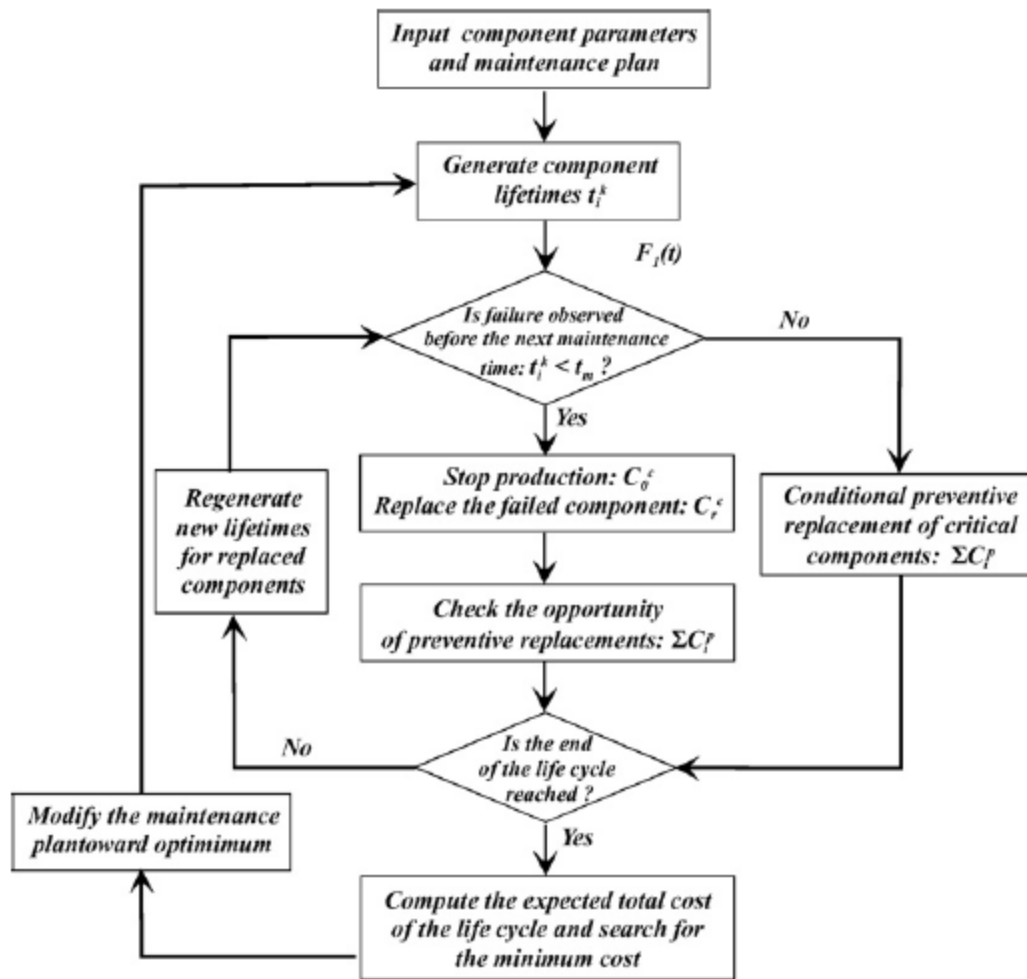 Input component parameters
and maintenance plan
Generate component
lifetimes tᵢᵏ
F₁(t)
Is failure observed
before the next maintenance
time: tᵢᵏ < tₘ ?
No
Yes
Stop production: C₀ᶜ
Replace the failed component: Cᵣᶜ
Regenerate
new lifetimes
for replaced
components
Conditional preventive
replacement of critical
components: ΣCᵢᵖ
Check the opportunity
of preventive replacements: ΣCᵢᵖ
Is the end
of the life cycle
reached ?
No
Yes
Modify the maintenance
plantoward optimimum
Compute the expected total cost
of the life cycle and search for
the minimum cost